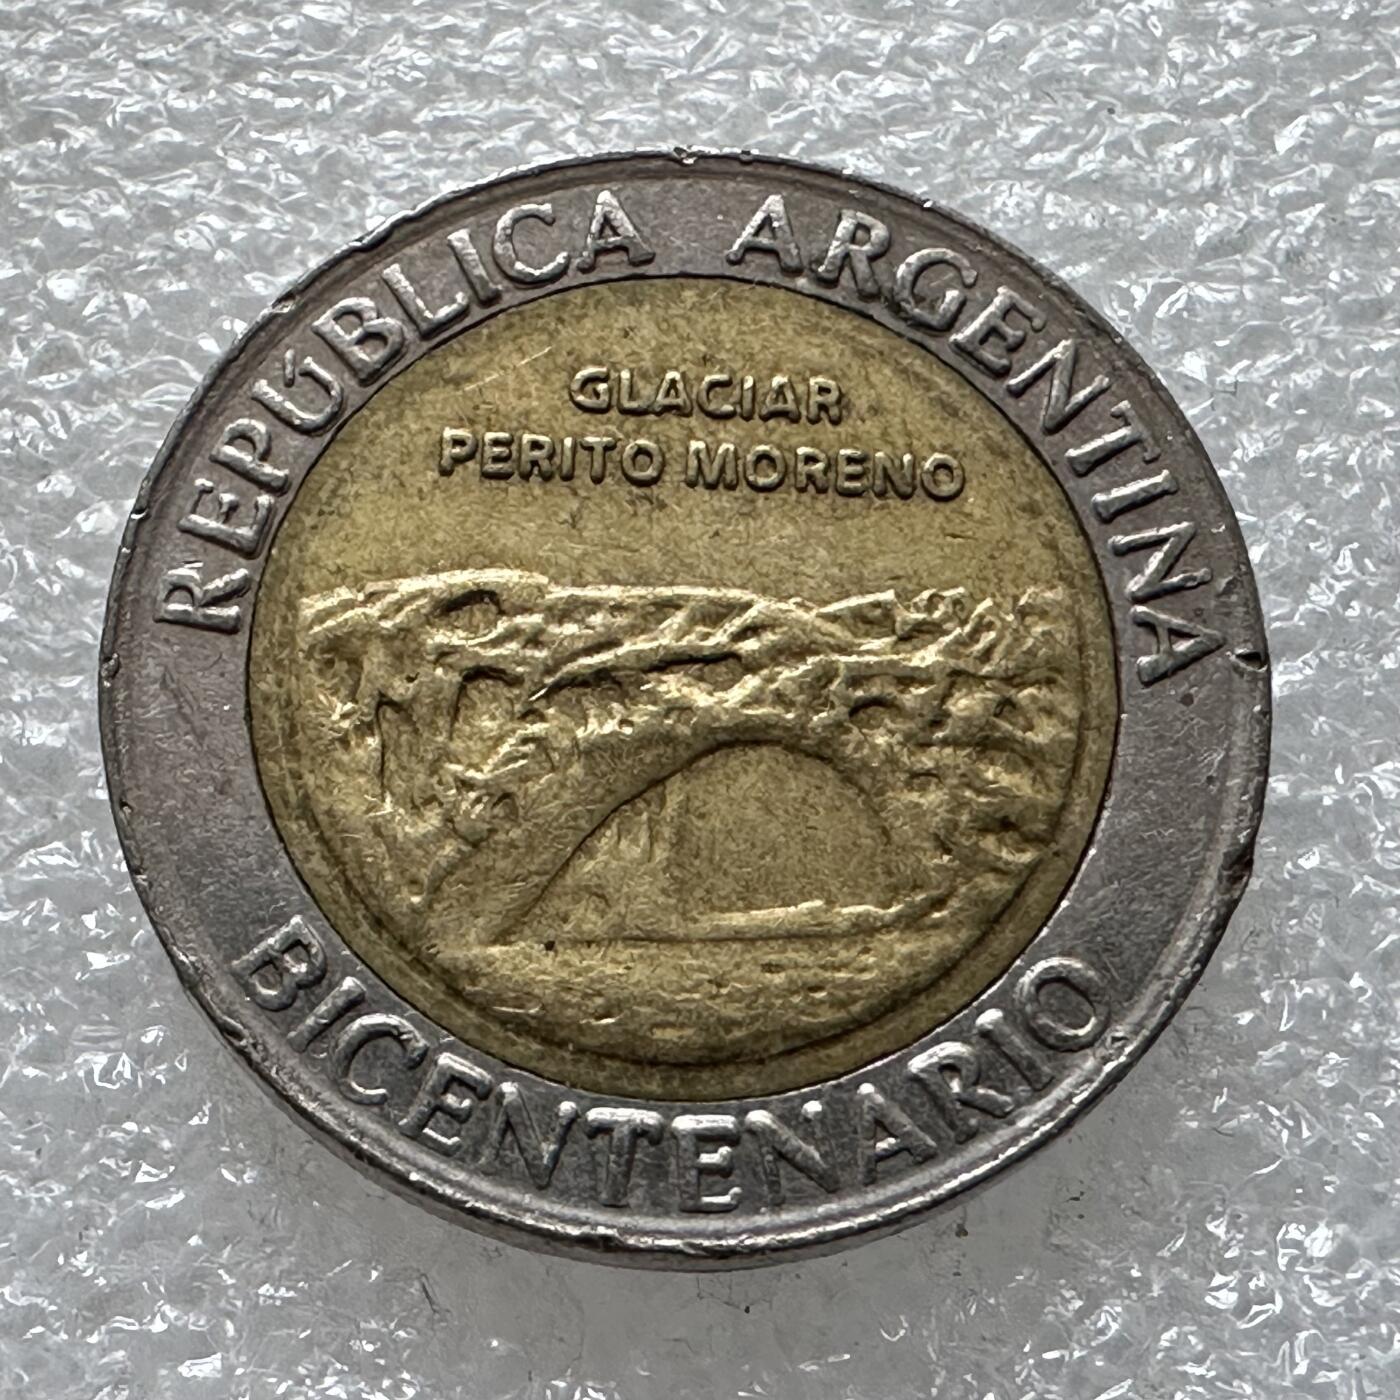 REPÚBLICA ARGENTINA
GLACIAR
PERITO MORENO
BICENTENARIO